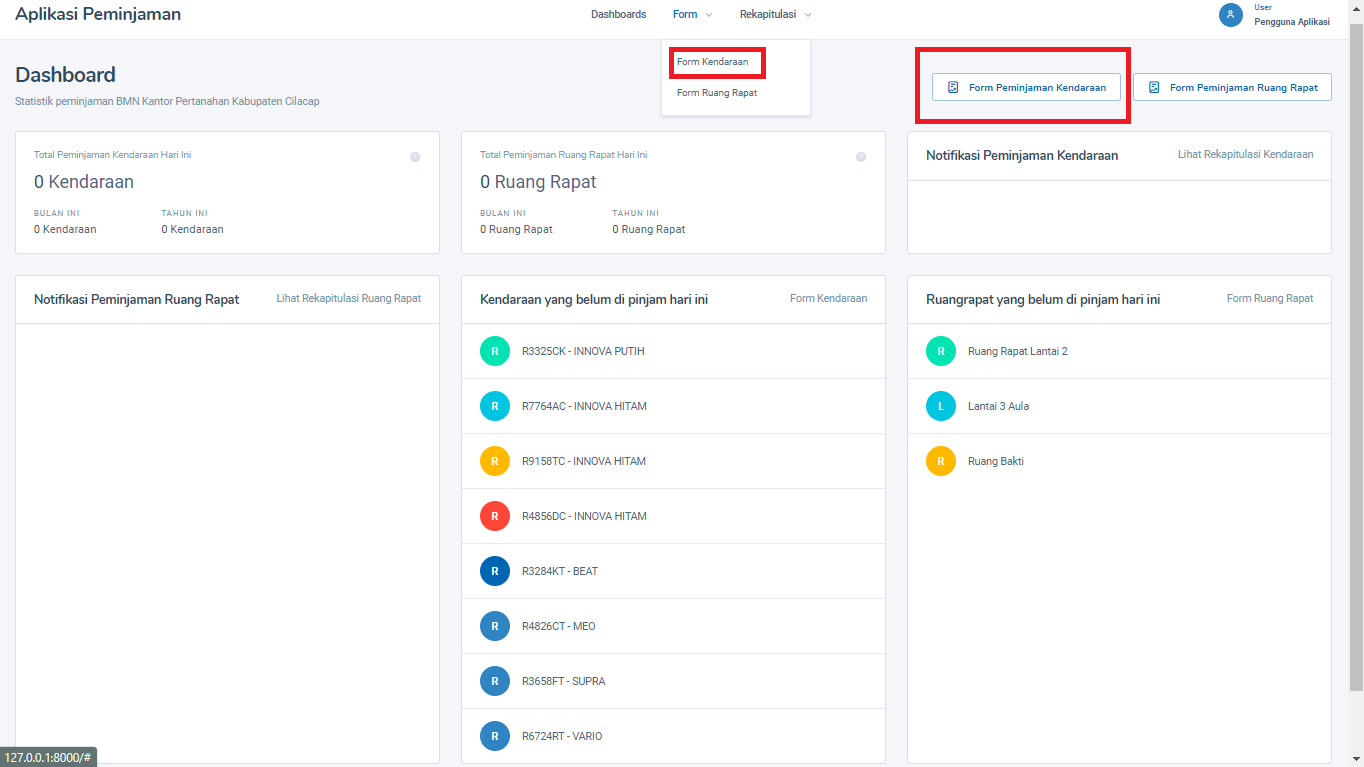 Aplikasi Peminjaman
Dashboards
Form
Rekapitulasi
User
Pengguna Aplikasi
Form Kendaraan
Form Ruang Rapat
Dashboard
Statistik peminjaman BMN Kantor Pertanahan Kabupaten Cilacap
Form Peminjaman Kendaraan
Form Peminjaman Ruang Rapat
Total Peminjaman Kendaraan Hari Ini
0 Kendaraan
BULAN INI
TAHUN INI
0 Kendaraan
0 Kendaraan
Total Peminjaman Ruang Rapat Hari Ini
0 Ruang Rapat
BULAN INI
TAHUN INI
0 Ruang Rapat
0 Ruang Rapat
Notifikasi Peminjaman Kendaraan
Lihat Rekapitulasi Kendaraan
Notifikasi Peminjaman Ruang Rapat
Lihat Rekapitulasi Ruang Rapat
Kendaraan yang belum di pinjam hari ini
Form Kendaraan
R
R3325CK - INNOVA PUTIH
R
R7764AC - INNOVA HITAM
R
R9158TC - INNOVA HITAM
R
R4856DC - INNOVA HITAM
R
R3284KT - BEAT
R
R4826CT - MEO
R
R3658FT - SUPRA
R
R6724RT - VARIO
Ruangrapat yang belum di pinjam hari ini
Form Ruang Rapat
R
Ruang Rapat Lantai 2
L
Lantai 3 Aula
R
Ruang Bakti
127.0.0.1:8000/#